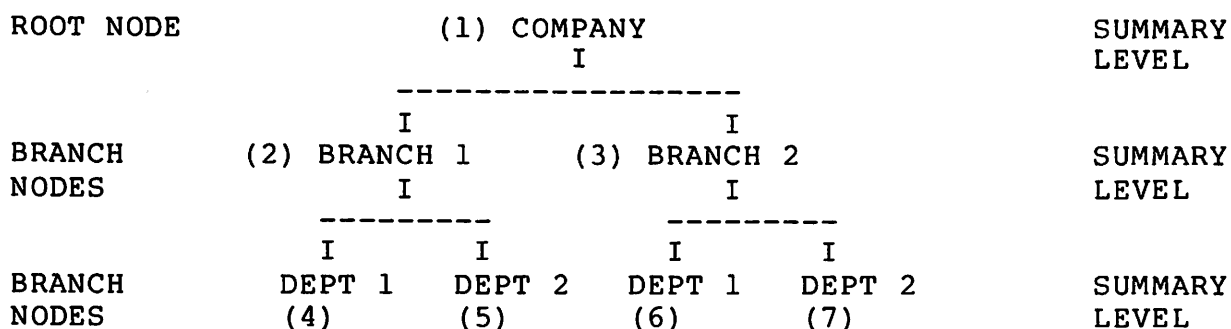 ROOT NODE (1) COMPANY SUMMARY
I LEVEL
------------------
I I
BRANCH (2) BRANCH 1 (3) BRANCH 2 SUMMARY
NODES I I LEVEL
--------- ---------
I I I I
BRANCH DEPT 1 DEPT 2 DEPT 1 DEPT 2 SUMMARY
NODES (4) (5) (6) (7) LEVEL